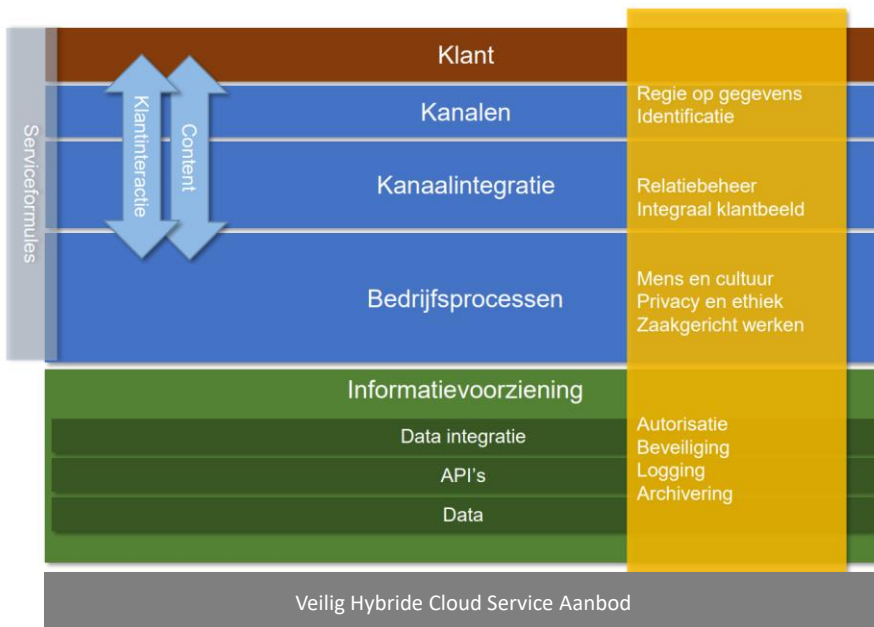 Klant
Kanalen
Kanaalintegratie
Bedrijfsprocessen
Serviceformules
Klantinteractie
Content
Regie op gegevens
Identificatie
Relatiebeheer
Integraal klantbeeld
Mens en cultuur
Privacy en ethiek
Zaakgericht werken
Informatievoorziening
Data integratie
API's
Data
Autorisatie
Beveiliging
Logging
Archivering
Veilig Hybride Cloud Service Aanbod